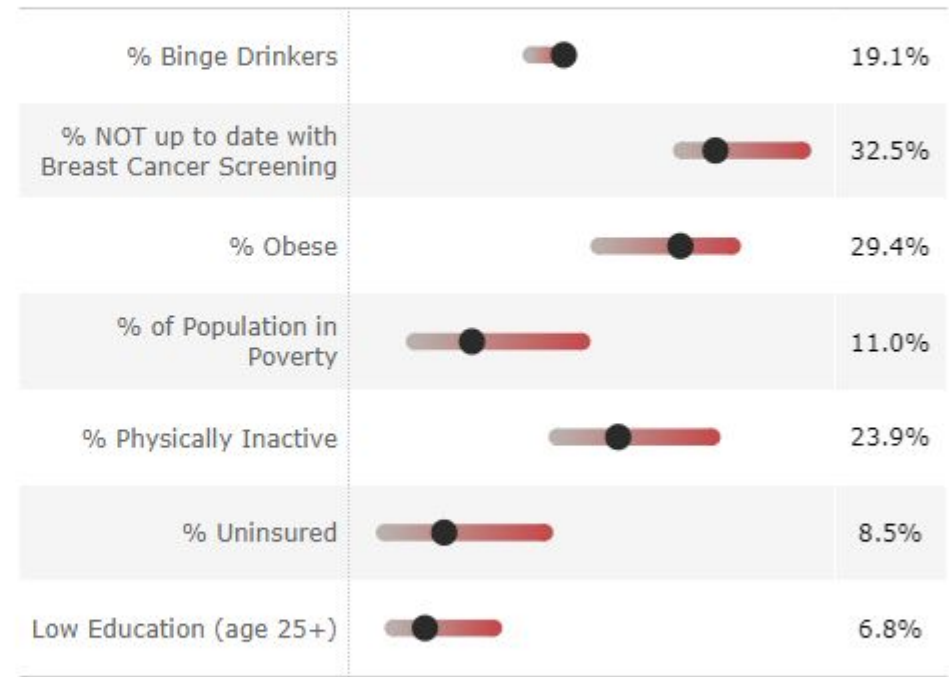 % Binge Drinkers 19.1%
% NOT up to date with
Breast Cancer Screening 32.5%
% Obese 29.4%
% of Population in
Poverty 11.0%
% Physically Inactive 23.9%
% Uninsured 8.5%
Low Education (age 25+) 6.8%